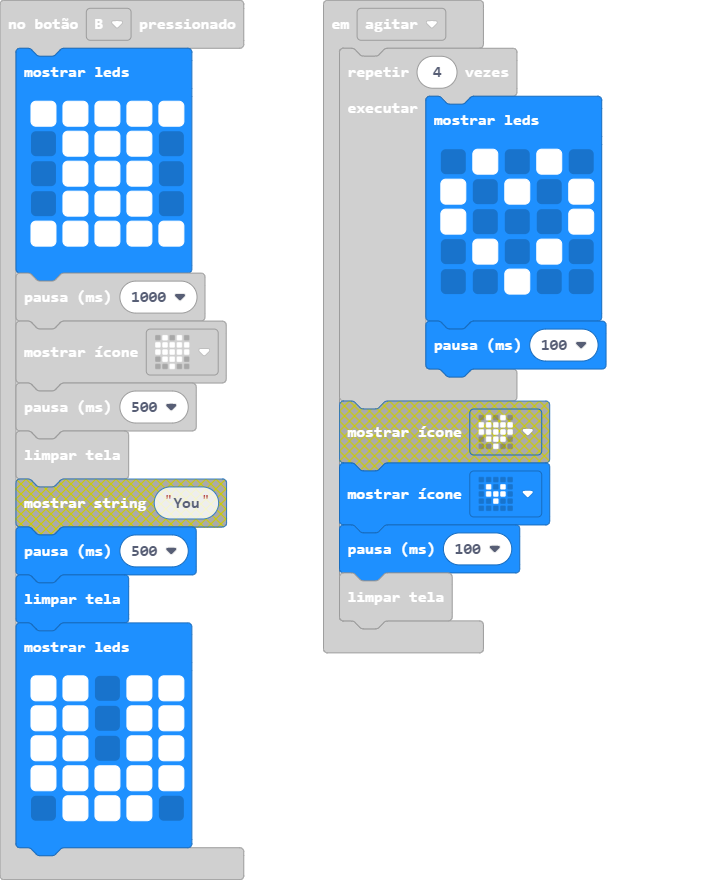 no botão B pressionado
mostrar leds
pausa (ms) 1000
mostrar ícone
pausa (ms) 500
limpar tela
mostrar string "You"
pausa (ms) 500
limpar tela
mostrar leds
em agitar
repetir 4 vezes
executar
mostrar leds
pausa (ms) 100
mostrar ícone
mostrar ícone
pausa (ms) 100
limpar tela